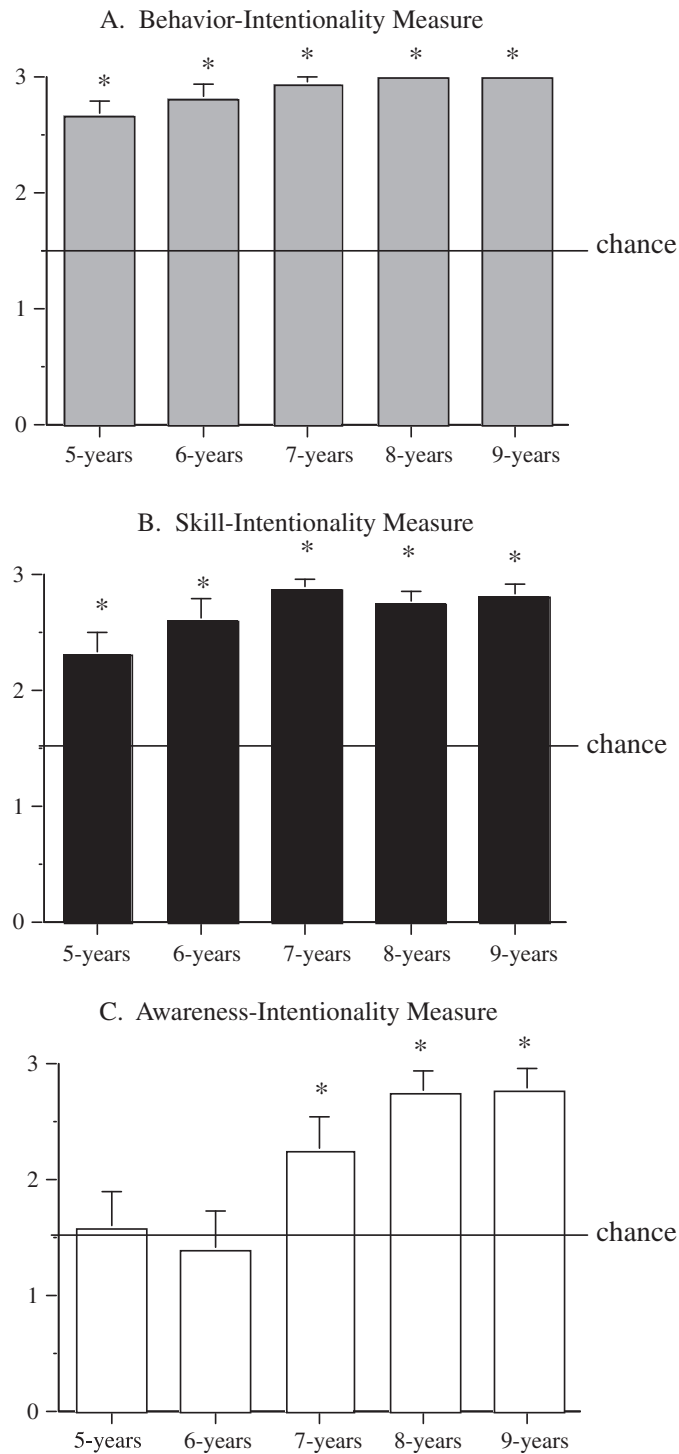 A. Behavior-Intentionality Measure
* * * * *
3
2
chance
1
0
5-years 6-years 7-years 8-years 9-years
B. Skill-Intentionality Measure
* * * * *
3
2
chance
1
0
5-years 6-years 7-years 8-years 9-years
C. Awareness-Intentionality Measure
* * *
3
2
chance
1
0
5-years 6-years 7-years 8-years 9-years